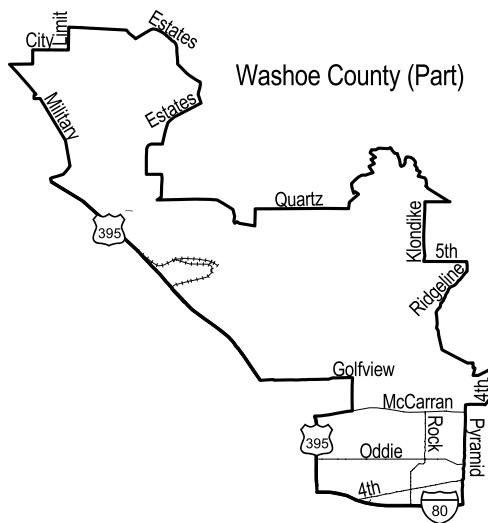 Estates
City
Limit
Washoe County (Part)
Estates
Military
Quartz
Klondike
395
5th
Ridgeline
Golfview
4th
McCarran
Rock
Pyramid
395
Oddie
4th
80